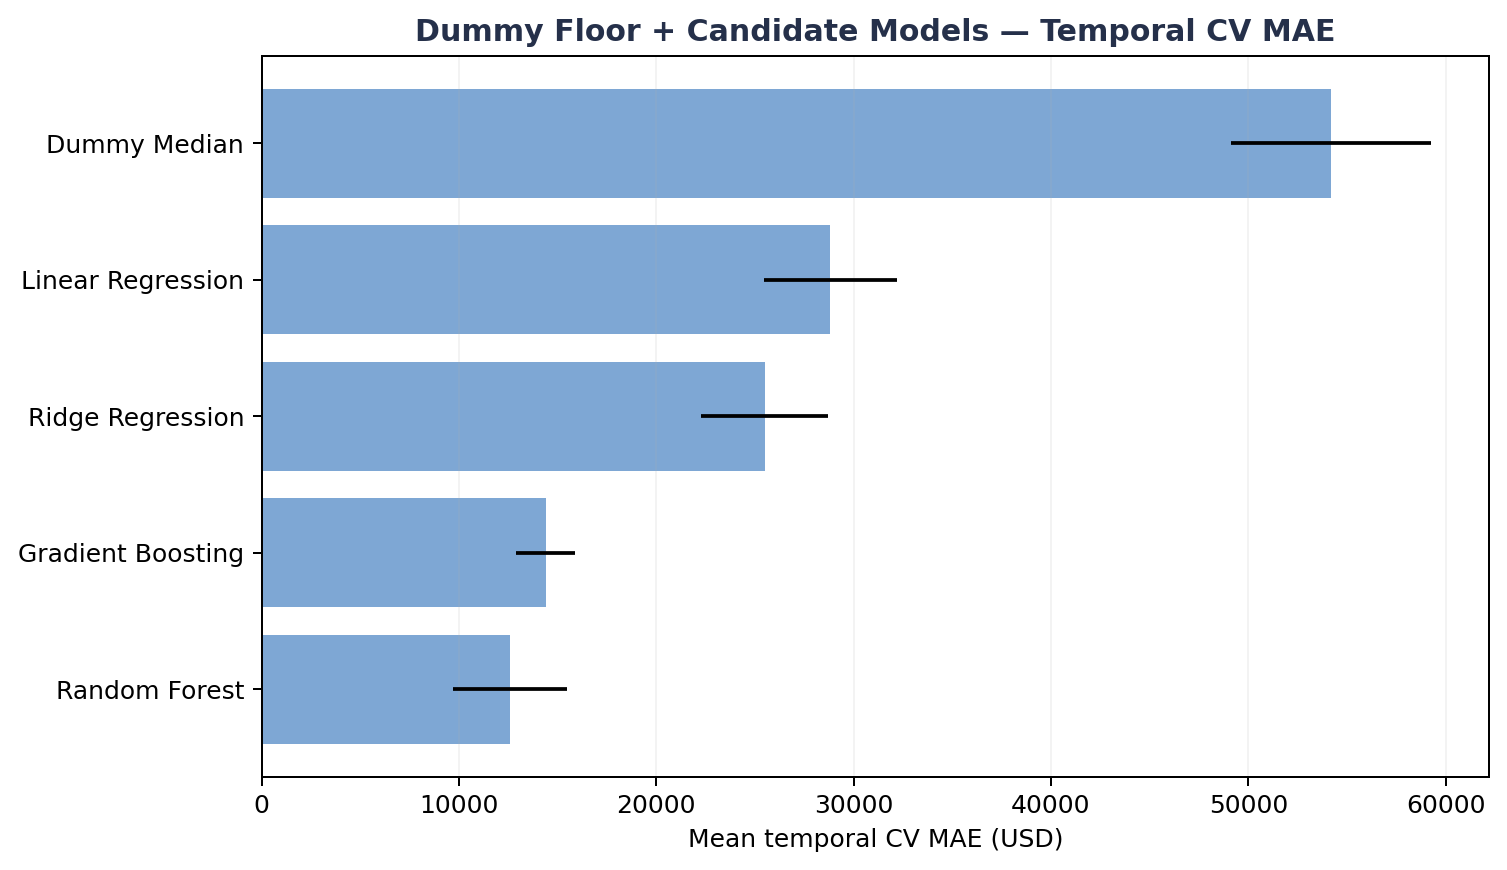 Dummy Floor + Candidate Models — Temporal CV MAE
Dummy Median
Linear Regression
Ridge Regression
Gradient Boosting
Random Forest
0 10000 20000 30000 40000 50000 60000
Mean temporal CV MAE (USD)